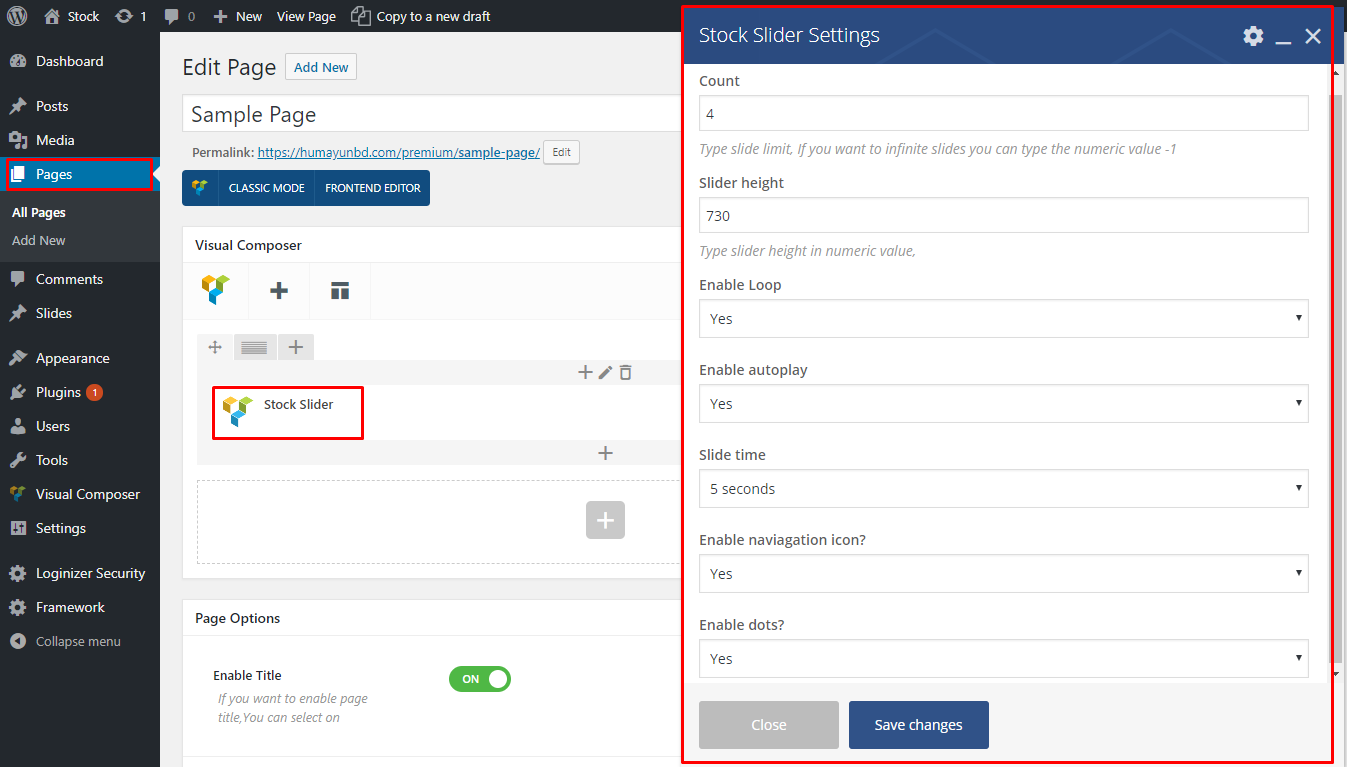 Stock
1
0
New
View Page
Copy to a new draft
Dashboard
Posts
Media
Pages
All Pages
Add New
Comments
Slides
Appearance
Plugins 1
Users
Tools
Visual Composer
Settings
Loginizer Security
Framework
Collapse menu
Edit Page
Add New
Sample Page
Permalink: https://humayunbd.com/premium/sample-page/ Edit
CLASSIC MODE
FRONTEND EDITOR
Visual Composer
Stock Slider
Page Options
Enable Title
If you want to enable page
title,You can select on
ON
Stock Slider Settings
Count
4
Type slide limit, If you want to infinite slides you can type the numeric value -1
Slider height
730
Type slider height in numeric value,
Enable Loop
Yes
Enable autoplay
Yes
Slide time
5 seconds
Enable naviagation icon?
Yes
Enable dots?
Yes
Close
Save changes